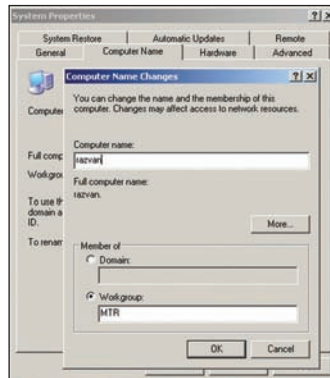 System Properties
System Restore Automatic Updates Remote
General Computer Name Hardware Advanced
Computer Name Changes
You can change the name and the membership of this
computer. Changes may affect access to network resources.
Computer name:
razvan
Full computer name:
razvan.
More...
Member of
Domain:
Workgroup:
MTR
OK Cancel
Full comp
Workgrou
To use th
domain a
ID.
To renam